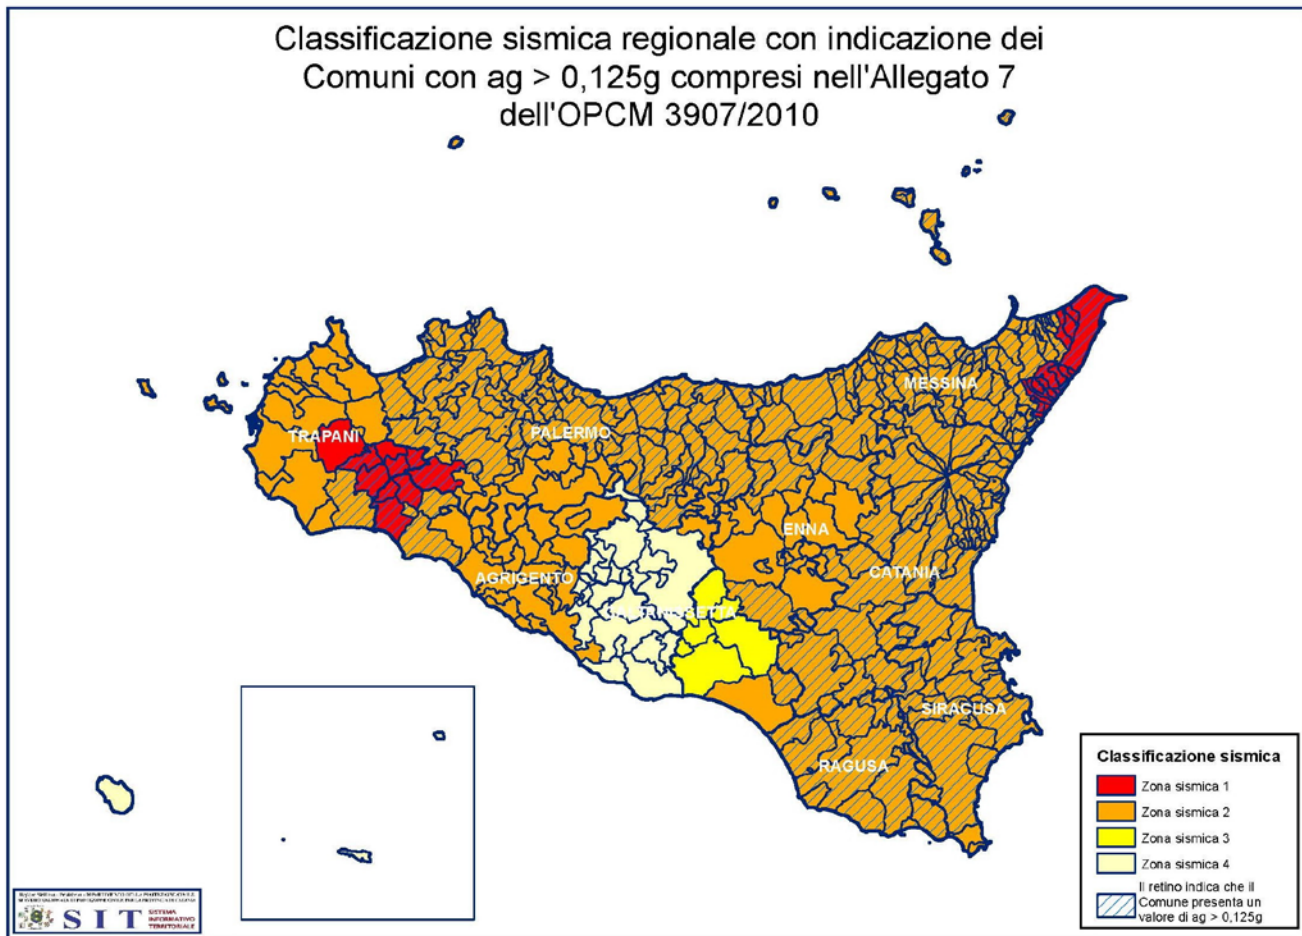 Classificazione sismica regionale con indicazione dei
Comuni con ag > 0,125g compresi nell'Allegato 7
dell'OPCM 3907/2010
MESSINA
TRAPANI
PALERMO
ENNA
CATANIA
AGRIGENTO
CALTANISSETTA
SIRACUSA
RAGUSA
Classificazione sismica
Zona sismica 1
Zona sismica 2
Zona sismica 3
Zona sismica 4
Il retino indica che il
Comune presenta un
valore di ag > 0,125g
SIT
SISTEMA
INFORMATIVO
TERRITORIALE